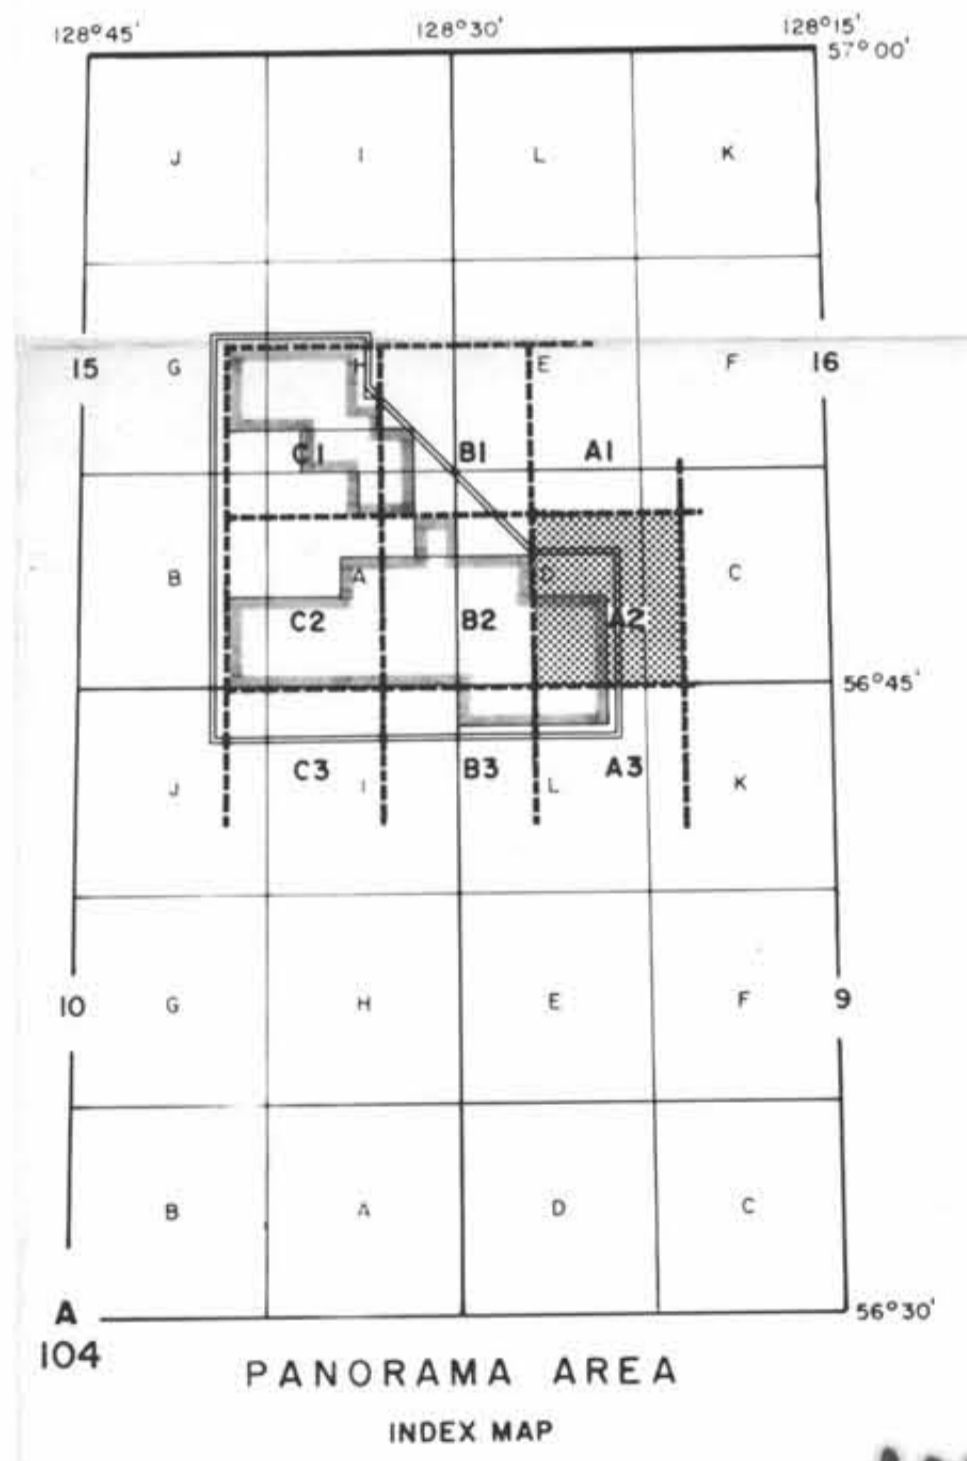 128°45' 128°30' 128°15'
57°00'
J I L K
15 G H E F 16
C1 B1 A1
B A D C
C2 B2 A2
56°45'
C3 B3 A3
J I L K
10 G H E F 9
B A D C
A 56°30'
104
PANORAMA AREA
INDEX MAP